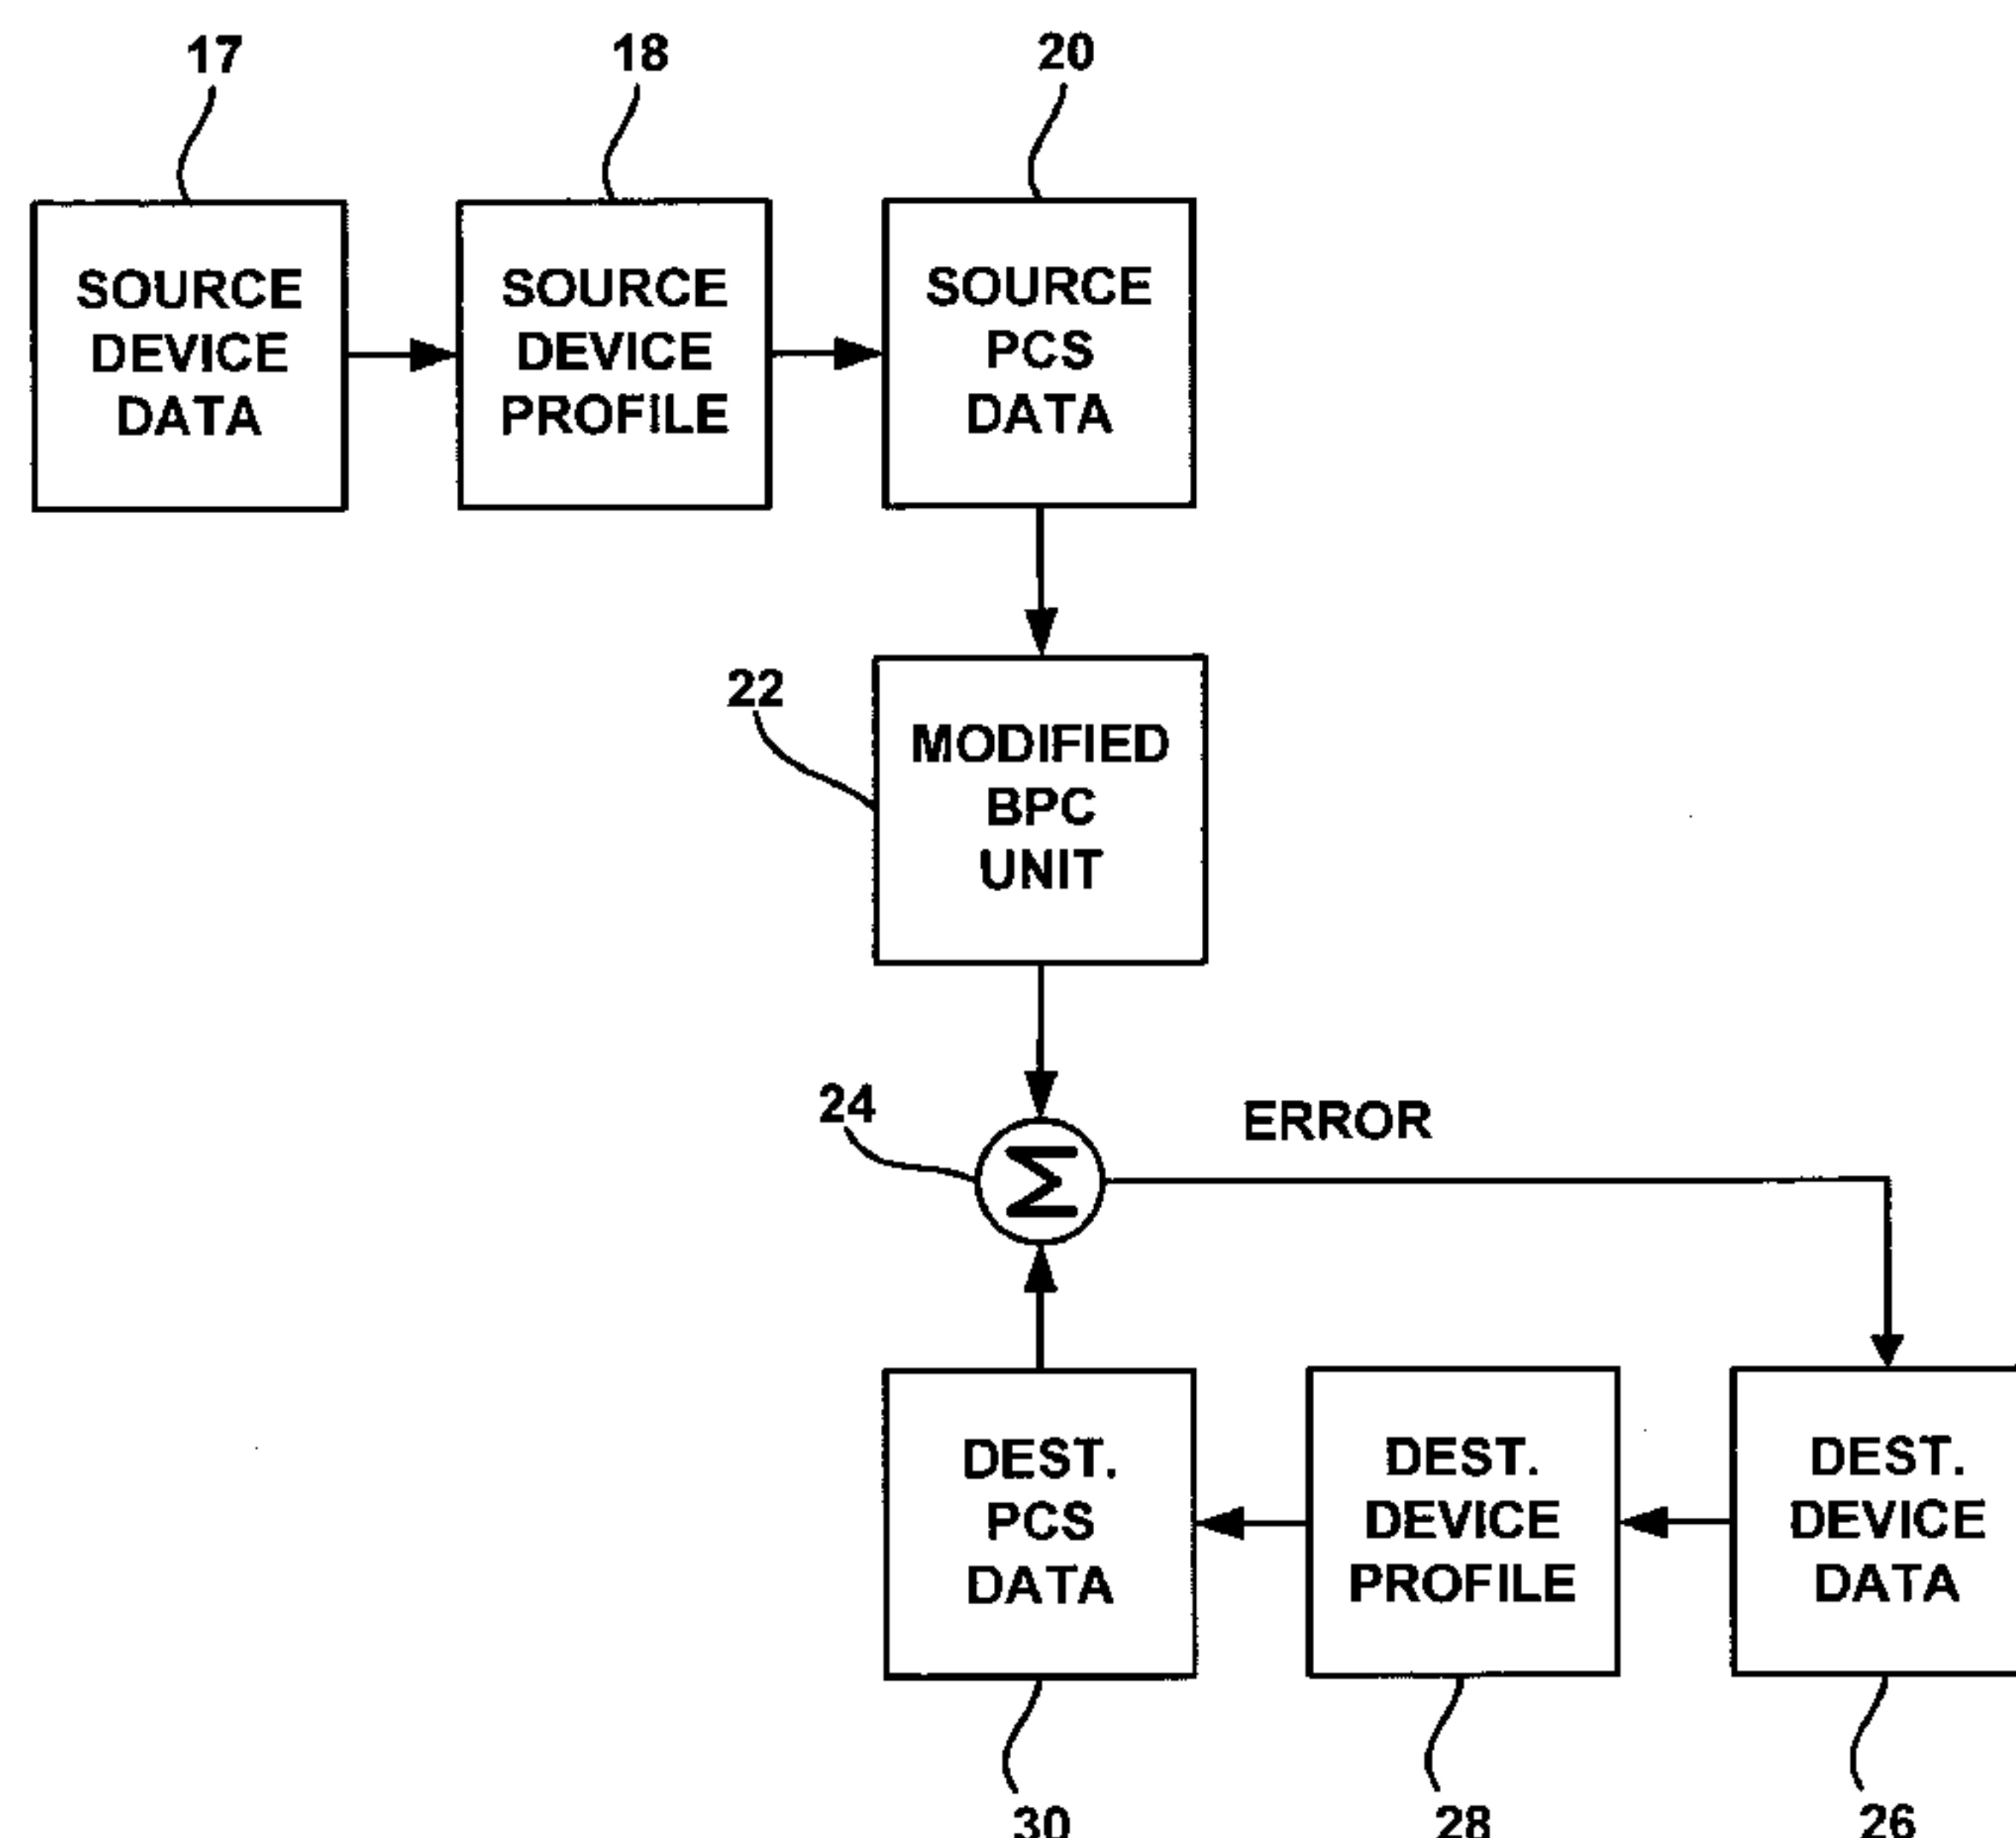 17
18
20
SOURCE
DEVICE
DATA
SOURCE
DEVICE
PROFILE
SOURCE
PCS
DATA
22
MODIFIED
BPC
UNIT
24
Σ
ERROR
DEST.
PCS
DATA
DEST.
DEVICE
PROFILE
DEST.
DEVICE
DATA
30
28
26